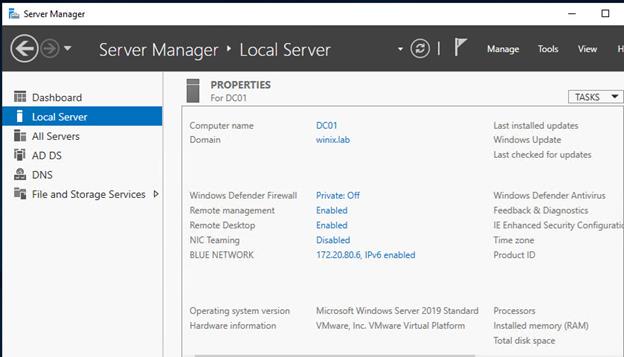 Server Manager
Server Manager ‣ Local Server
Manage Tools View H
Dashboard
Local Server
All Servers
AD DS
DNS
File and Storage Services
PROPERTIES
For DC01
TASKS
Computer name DC01 Last installed updates
Domain winix.lab Windows Update
Last checked for updates
Windows Defender Firewall Private: Off Windows Defender Antivirus
Remote management Enabled Feedback & Diagnostics
Remote Desktop Enabled IE Enhanced Security Configuratio
NIC Teaming Disabled Time zone
BLUE NETWORK 172.20.80.6, IPv6 enabled Product ID
Operating system version Microsoft Windows Server 2019 Standard Processors
Hardware information VMware, Inc. VMware Virtual Platform Installed memory (RAM)
Total disk space